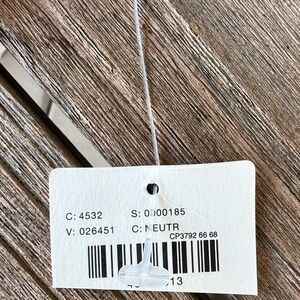 C: 4532 S: 0000185
V: 026451 C: NEUTR
CP3792 66 68